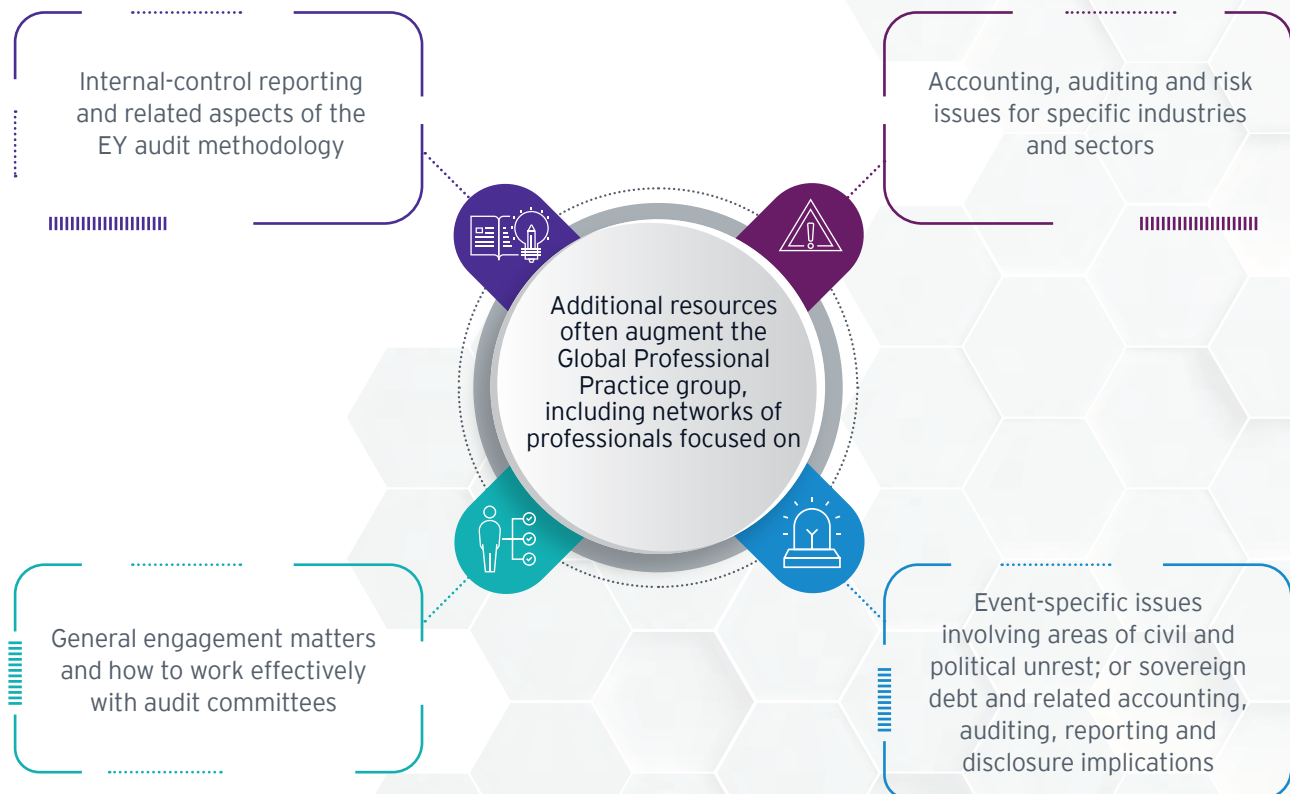 Internal-control reporting
and related aspects of the
EY audit methodology
Accounting, auditing and risk
issues for specific industries
and sectors
Additional resources
often augment the
Global Professional
Practice group,
including networks of
professionals focused on
General engagement matters
and how to work effectively
with audit committees
Event-specific issues
involving areas of civil and
political unrest; or sovereign
debt and related accounting,
auditing, reporting and
disclosure implications